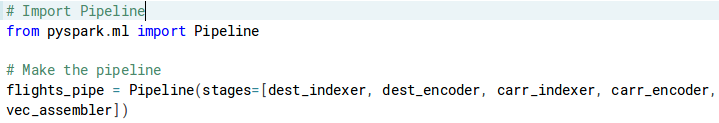 # Import Pipeline
from pyspark.ml import Pipeline
# Make the pipeline
flights_pipe = Pipeline(stages=[dest_indexer, dest_encoder, carr_indexer, carr_encoder,
vec_assembler])